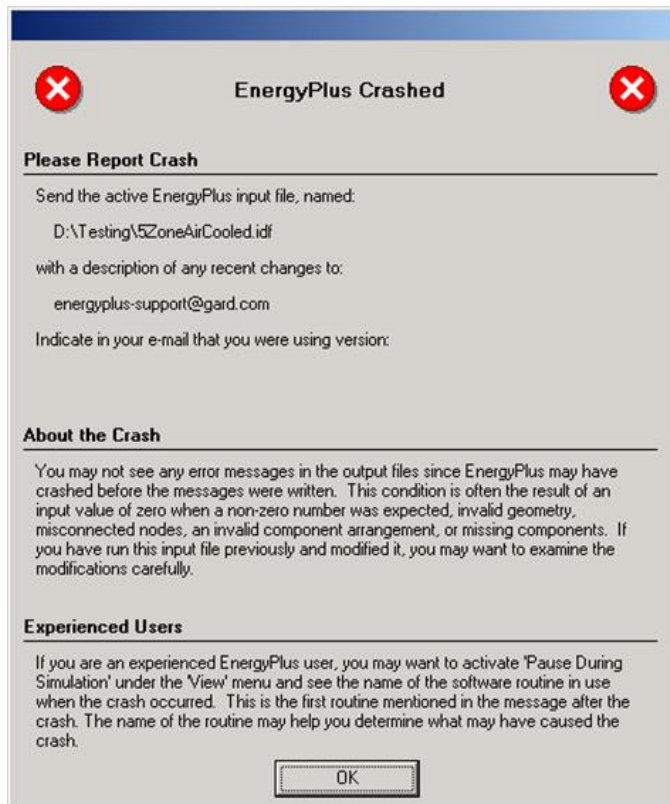 EnergyPlus Crashed
Please Report Crash
Send the active EnergyPlus input file, named:
D:\Testing\5ZoneAirCooled.idf
with a description of any recent changes to:
energyplus-support@gard.com
Indicate in your e-mail that you were using version:
About the Crash
You may not see any error messages in the output files since EnergyPlus may have
crashed before the messages were written.  This condition is often the result of an
input value of zero when a non-zero number was expected, invalid geometry,
misconnected nodes, an invalid component arrangement, or missing components.  If
you have run this input file previously and modified it, you may want to examine the
modifications carefully.
Experienced Users
If you are an experienced EnergyPlus user, you may want to activate 'Pause During
Simulation' under the 'View' menu and see the name of the software routine in use
when the crash occurred.  This is the first routine mentioned in the message after the
crash. The name of the routine may help you determine what may have caused the
crash.
OK